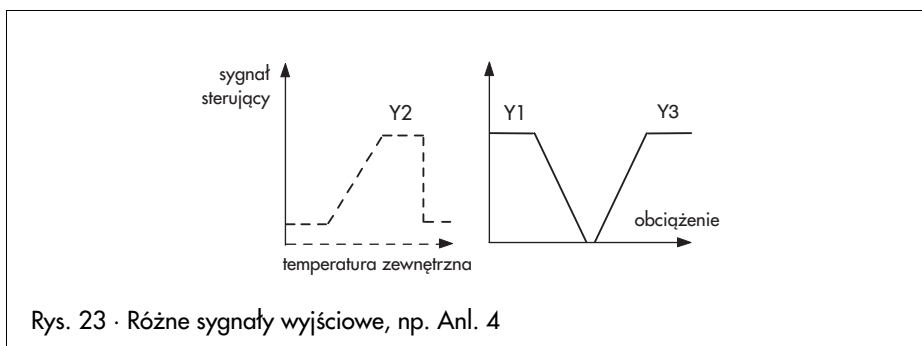 sygnał
sterujący
Y2
temperatura zewnętrzna
Y1
Y3
obciążenie
Rys. 23 · Różne sygnały wyjściowe, np. Anl. 4